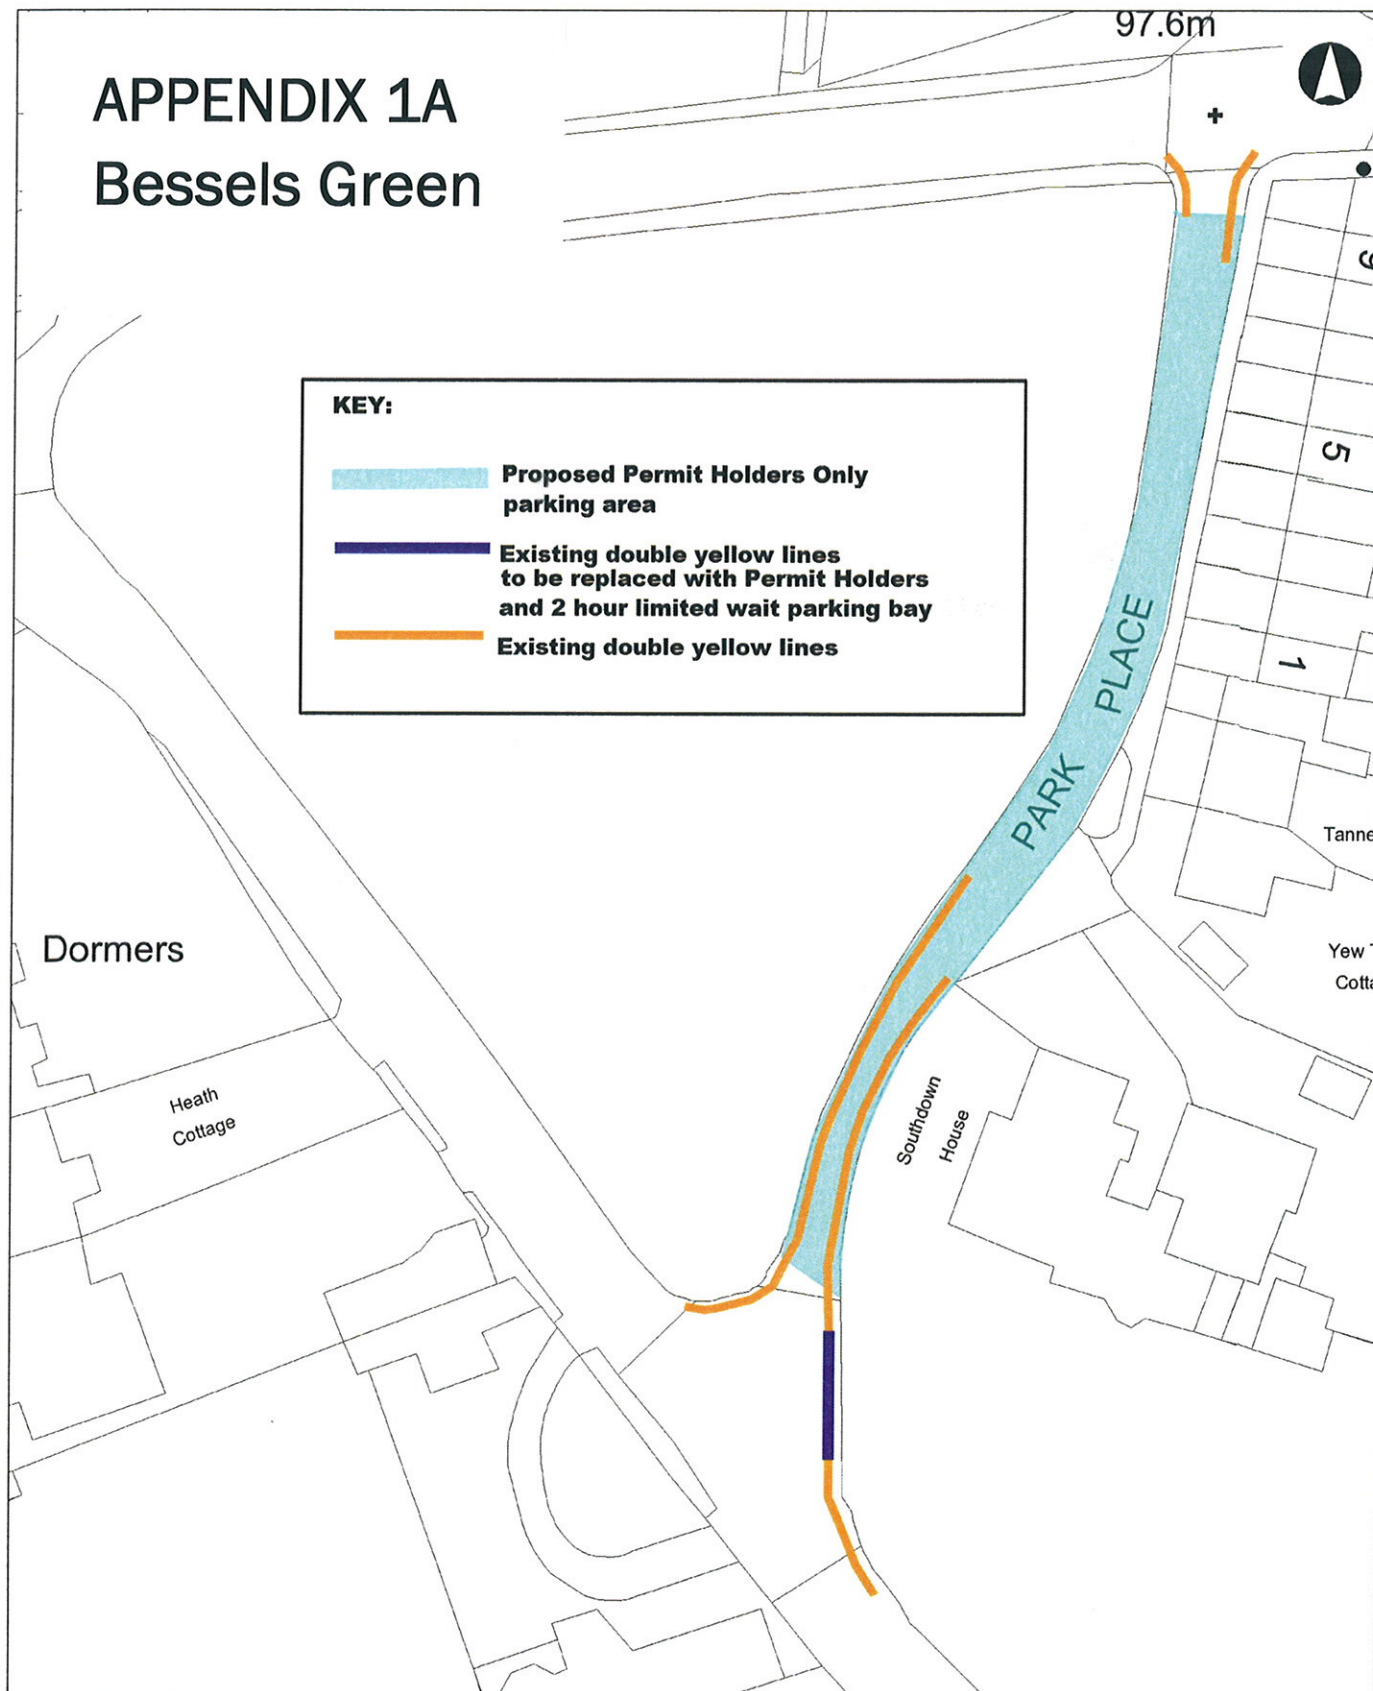 97.6m
APPENDIX 1A
Bessels Green
KEY:
Proposed Permit Holders Only
parking area
Existing double yellow lines
to be replaced with Permit Holders
and 2 hour limited wait parking bay
Existing double yellow lines
9
5
1
PARK PLACE
Tanne
Yew
Cotta
Dormers
Heath
Cottage
Southdown
House